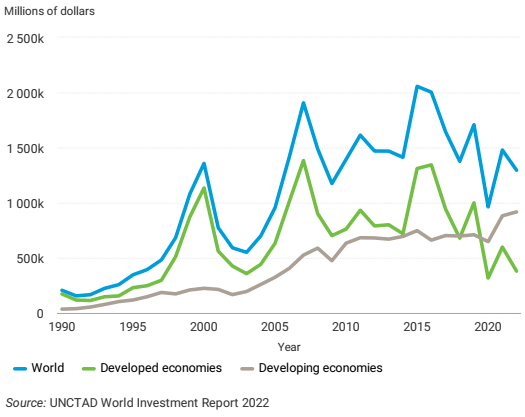 Millions of dollars
2 500k
2 000k
1 500k
1 000k
500k
0
1990 1995 2000 2005 2010 2015 2020
Year
World Developed economies Developing economies
Source: UNCTAD World Investment Report 2022